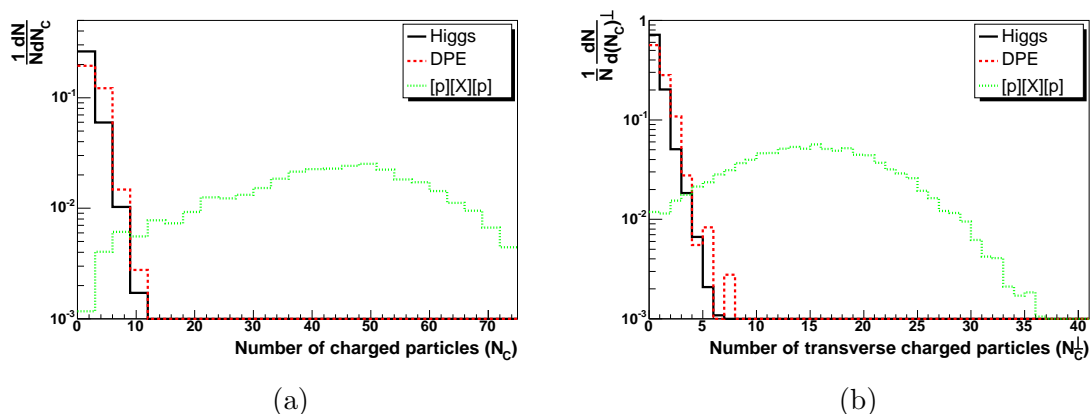 1 dN
N dN_C
Higgs
DPE
[p][X][p]
10^-1
10^-2
10^-3
0 10 20 30 40 50 60 70
Number of charged particles (N_C)
(a)
1 dN
N d(N_C)^⊥
Higgs
DPE
[p][X][p]
1
10^-1
10^-2
10^-3
0 5 10 15 20 25 30 35 40
Number of transverse charged particles (N_C^⊥)
(b)